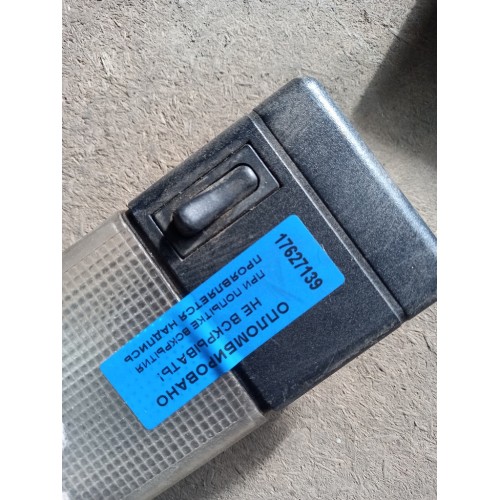 ОПЛОМБИРОВАНО
НЕ ВСКРЫВАТЬ!
ПРИ ПОПЫТКЕ ВСКРЫТИЯ
ПРОЯВЛЯЕТСЯ НАДПИСЬ
17627139